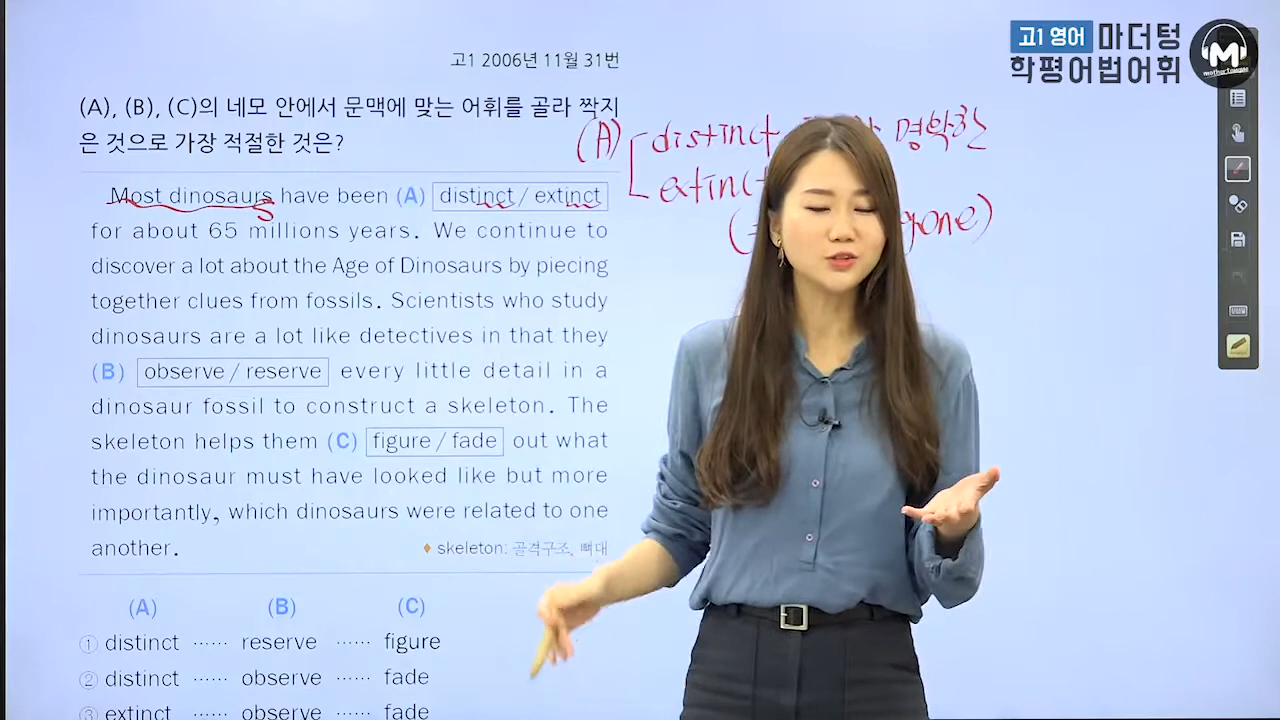 고1 영어 마더텅
학평어법어휘
mother tongue
고1 2006년 11월 31번
(A), (B), (C)의 네모 안에서 문맥에 맞는 어휘를 골라 짝지
은 것으로 가장 적절한 것은?
(A) distinct 명확한
extinct
gone)
Most dinosaurs have been (A) distinct / extinct
for about 65 millions years. We continue to
discover a lot about the Age of Dinosaurs by piecing
together clues from fossils. Scientists who study
dinosaurs are a lot like detectives in that they
(B) observe / reserve every little detail in a
dinosaur fossil to construct a skeleton. The
skeleton helps them (C) figure / fade out what
the dinosaur must have looked like but more
importantly, which dinosaurs were related to one
another.
♦ skeleton: 골격구조, 뼈대
(A) (B) (C)
① distinct ...... reserve ...... figure
② distinct ...... observe ...... fade
③ extinct ...... observe ...... fade